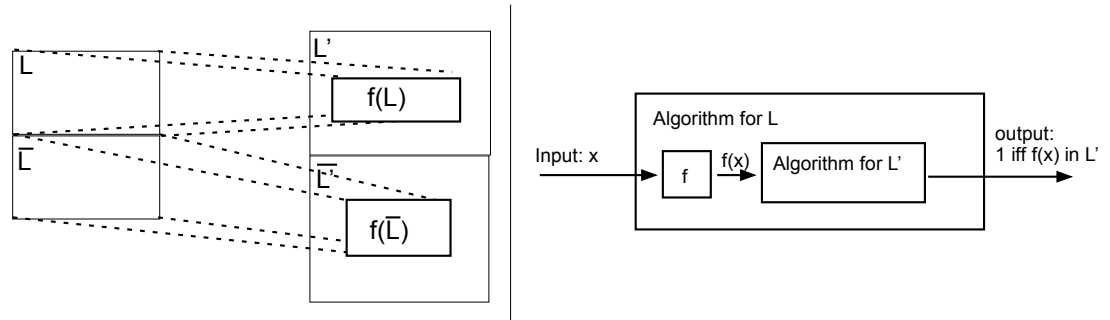 L
L̅
L’
f(L)
L̅’
f(L̅)
Algorithm for L
Input: x
f
f(x)
Algorithm for L’
output:
1 iff f(x) in L’